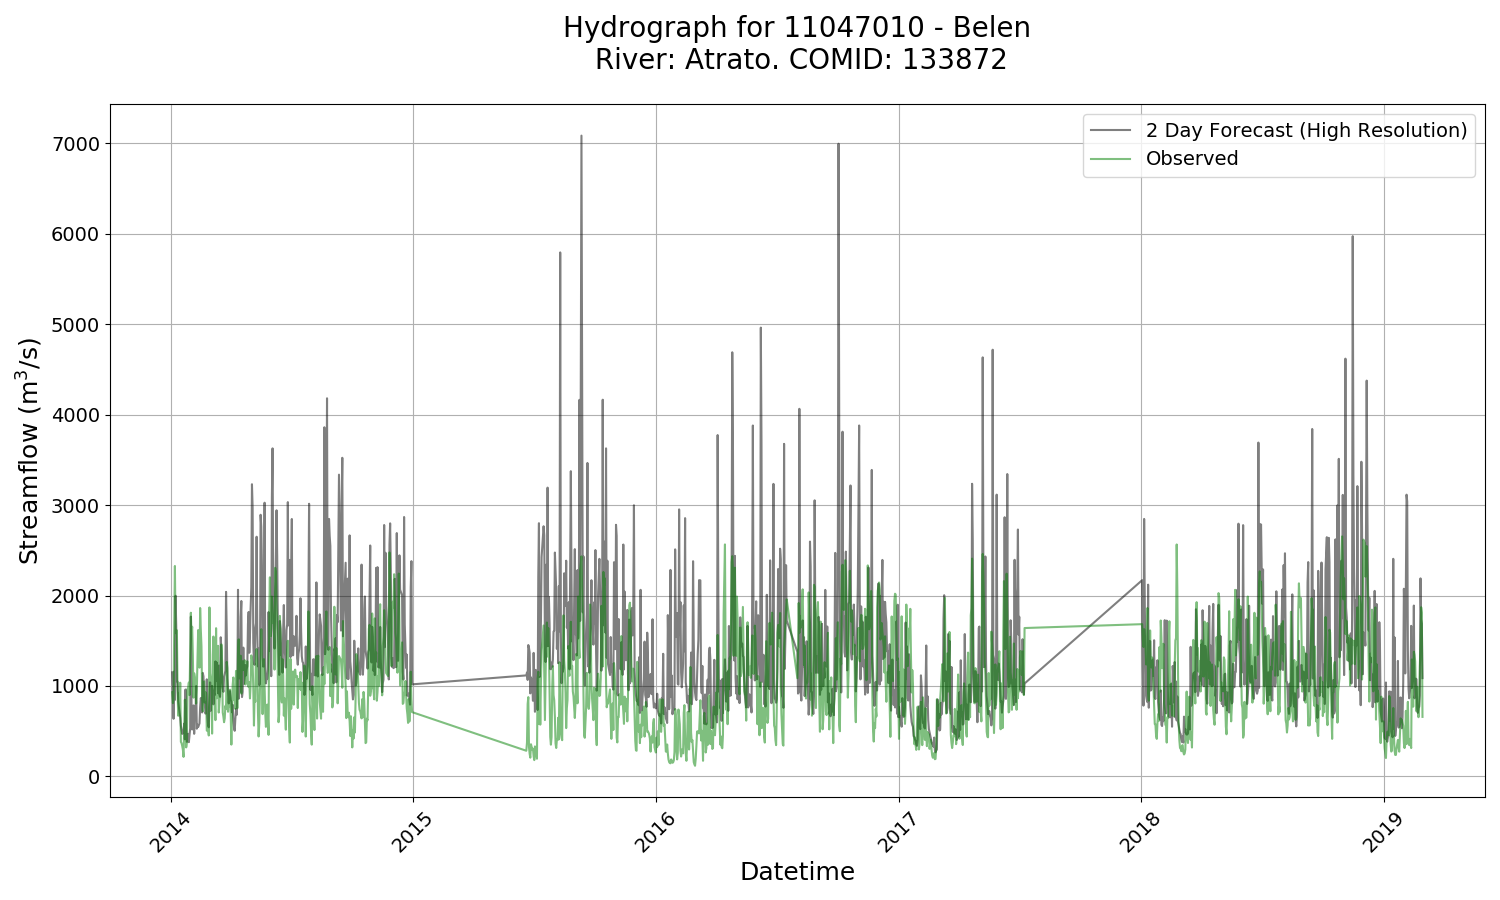 Hydrograph for 11047010 - Belen
River: Atrato. COMID: 133872
2 Day Forecast (High Resolution)
Observed
Streamflow (m³/s)
7000
6000
5000
4000
3000
2000
1000
0
2014
2015
2016
2017
2018
2019
Datetime